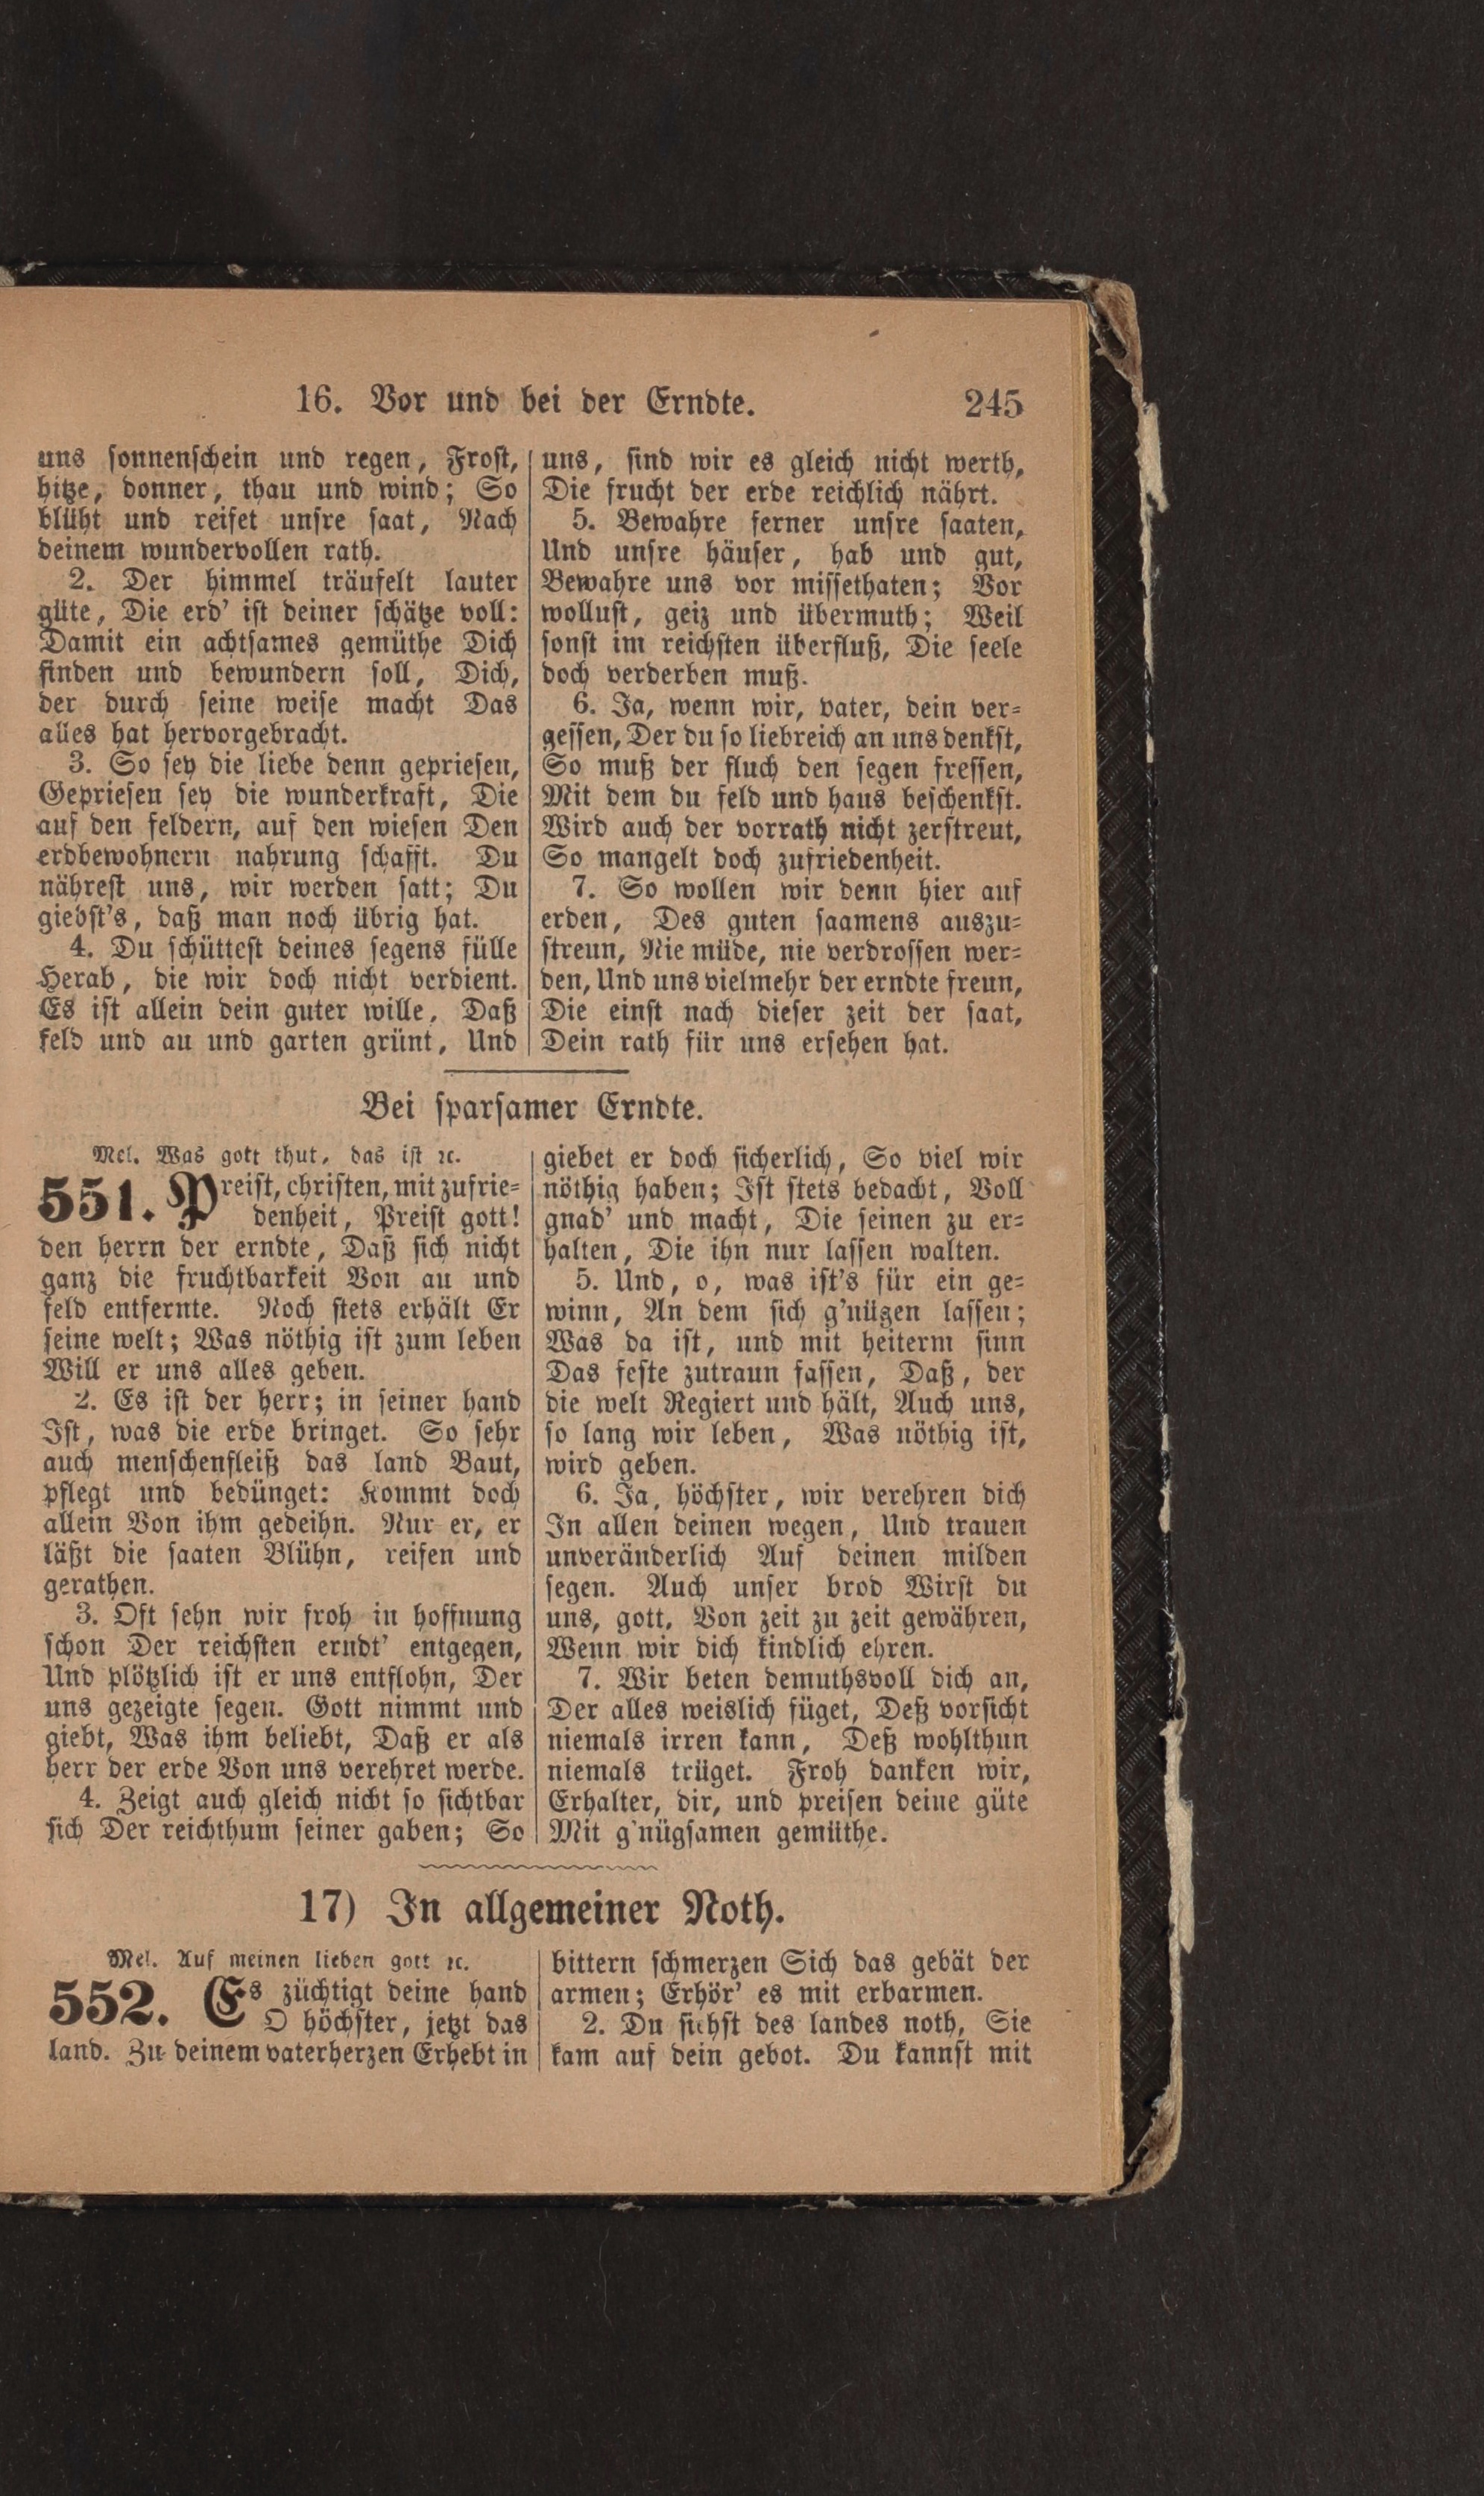 16. Vor und bei der Erndte.
245
uns sonnenschein und regen, Frost,
hitze, donner, thau und wind; So
blüht und reifet unsre saat, Nach
deinem wundervollen rath.
2. Der himmel träufelt lauter
güte, Die erd' ist deiner schätze voll:
Damit ein achtsames gemüthe Dich
finden und bewundern soll, Dich,
der durch seine weise macht Das
alles hat hervorgebracht.
3. So sey die liebe denn gepriesen,
Gepriesen sey die wunderkraft, Die
auf den feldern, auf den wiesen Den
erdbewohnern nahrung schafft. Du
nährest uns, wir werden satt; Du
giebst's, daß man noch übrig hat.
4. Du schüttest deines segens fülle
Herab, die wir doch nicht verdient.
Es ist allein dein guter wille, Daß
feld und au und garten grünt, Und
uns, sind wir es gleich nicht werth,
Die frucht der erde reichlich nährt.
5. Bewahre ferner unsre saaten,
Und unsre häuser, hab und gut,
Bewahre uns vor missethaten; Vor
wollust, geiz und übermuth; Weil
sonst im reichsten überfluß, Die seele
doch verderben muß.
6. Ja, wenn wir, vater, dein ver-
gessen, Der du so liebreich an uns denkst,
So muß der fluch den segen fressen,
Mit dem du feld und haus beschenkst.
Wird auch der vorrath nicht zerstreut,
So mangelt doch zufriedenheit.
7. So wollen wir denn hier auf
erden, Des guten saamens auszu-
streun, Nie müde, nie verdrossen wer-
den, Und uns vielmehr der erndte freun,
Die einst nach dieser zeit der saat,
Dein rath für uns ersehen hat.
Bei sparsamer Erndte.
Mel. Was gott thut, das ist ꝛc.
551. Preist, christen, mit zufrie-
denheit, Preist gott!
den herrn der erndte, Daß sich nicht
ganz die fruchtbarkeit Von au und
feld entfernte. Noch stets erhält Er
seine welt; Was nöthig ist zum leben
Will er uns alles geben.
2. Es ist der herr; in seiner hand
Ist, was die erde bringet. So sehr
auch menschenfleiß das land Baut,
pflegt und bedünget: Kommt doch
allein Von ihm gedeihn. Nur er, er
läßt die saaten Blühn, reifen und
gerathen.
3. Oft sehn wir froh in hoffnung
schon Der reichsten erndt' entgegen,
Und plötzlich ist er uns entflohn, Der
uns gezeigte segen. Gott nimmt und
giebt, Was ihm beliebt, Daß er als
herr der erde Von uns verehret werde.
4. Zeigt auch gleich nicht so sichtbar
sich Der reichthum seiner gaben; So
giebet er doch sicherlich, So viel wir
nöthig haben; Ist stets bedacht, Voll
gnad' und macht, Die seinen zu er-
halten, Die ihn nur lassen walten.
5. Und, o, was ist's für ein ge-
winn, An dem sich g'nügen lassen;
Was da ist, und mit heiterm sinn
Das feste zutraun fassen, Daß, der
die welt Regiert und hält, Auch uns,
so lang wir leben, Was nöthig ist,
wird geben.
6. Ja, höchster, wir verehren dich
In allen deinen wegen, Und trauen
unveränderlich Auf deinen milden
segen. Auch unser brod Wirst du
uns, gott, Von zeit zu zeit gewähren,
Wenn wir dich kindlich ehren.
7. Wir beten demuthsvoll dich an,
Der alles weislich füget, Deß vorsicht
niemals irren kann, Deß wohlthun
niemals trüget. Froh danken wir,
Erhalter, dir, und preisen deine güte
Mit g'nügsamen gemüthe.
17) In allgemeiner Noth.
Mel. Auf meinen lieben gott ꝛc.
552. Es züchtigt deine hand
O höchster, jetzt das
land. Zu deinem vaterherzen Erhebt in
bittern schmerzen Sich das gebät der
armen; Erhör' es mit erbarmen.
2. Du siehst des landes noth, Sie
kam auf dein gebot. Du kannst mit